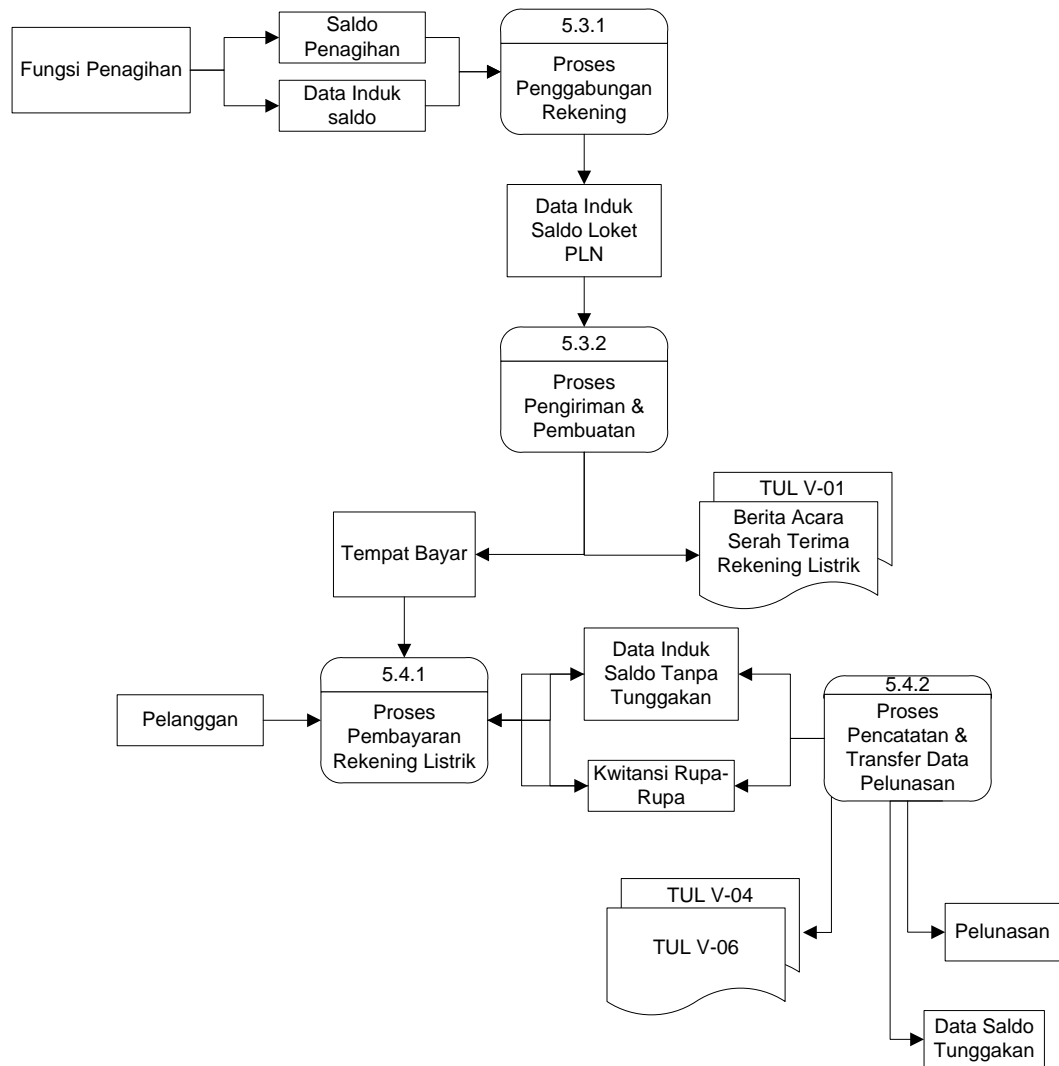 Saldo
Penagihan
Fungsi Penagihan
Data Induk
saldo
5.3.1
Proses
Penggabungan
Rekening
Data Induk
Saldo Loket
PLN
5.3.2
Proses
Pengiriman &
Pembuatan
TUL V-01
Berita Acara
Serah Terima
Rekening Listrik
Tempat Bayar
Pelanggan
5.4.1
Proses
Pembayaran
Rekening Listrik
Data Induk
Saldo Tanpa
Tunggakan
Kwitansi Rupa-
Rupa
5.4.2
Proses
Pencatatan &
Transfer Data
Pelunasan
TUL V-04
TUL V-06
Pelunasan
Data Saldo
Tunggakan